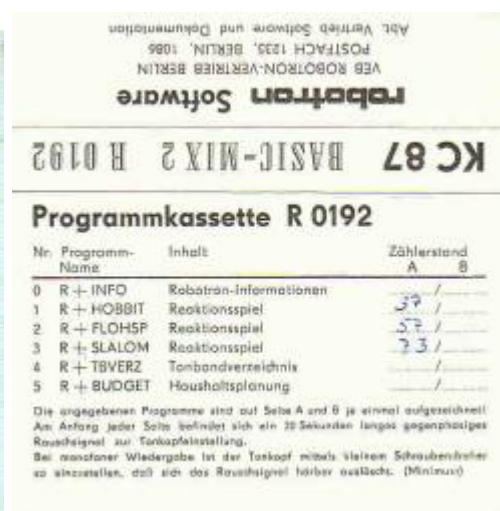 Abt. Vertrieb Software und Dokumentation
POSTFACH 1235, BERLIN, 1086
VEB ROBOTRON-VERTRIEB BERLIN
robotron Software
KC 87 BASIC-MIX 2 R 0192
Programmkassette R 0192
Nr. Programm-Name Inhalt Zählerstand
A B
0 R+INFO Robotron-Informationen /
1 R+HOBBIT Reaktionsspiel 37 /
2 R+FLOHSP Reaktionsspiel 57 /
3 R+SLALOM Reaktionsspiel 73 /
4 R+TBVERZ Tonbandverzeichnis /
5 R+BUDGET Haushaltsplanung /
Die angegebenen Programme sind auf Seite A und B je einmal aufgezeichnet!
Am Anfang jeder Seite befindet sich ein 20 Sekunden langes gegenphasiges
Rauschsignal zur Tonkopfeinstellung.
Bei monofoner Wiedergabe ist der Tonkopf mittels kleinem Schraubendreher
so einzustellen, daß sich das Rauschsignal hörbar auslöscht. (Minimum)